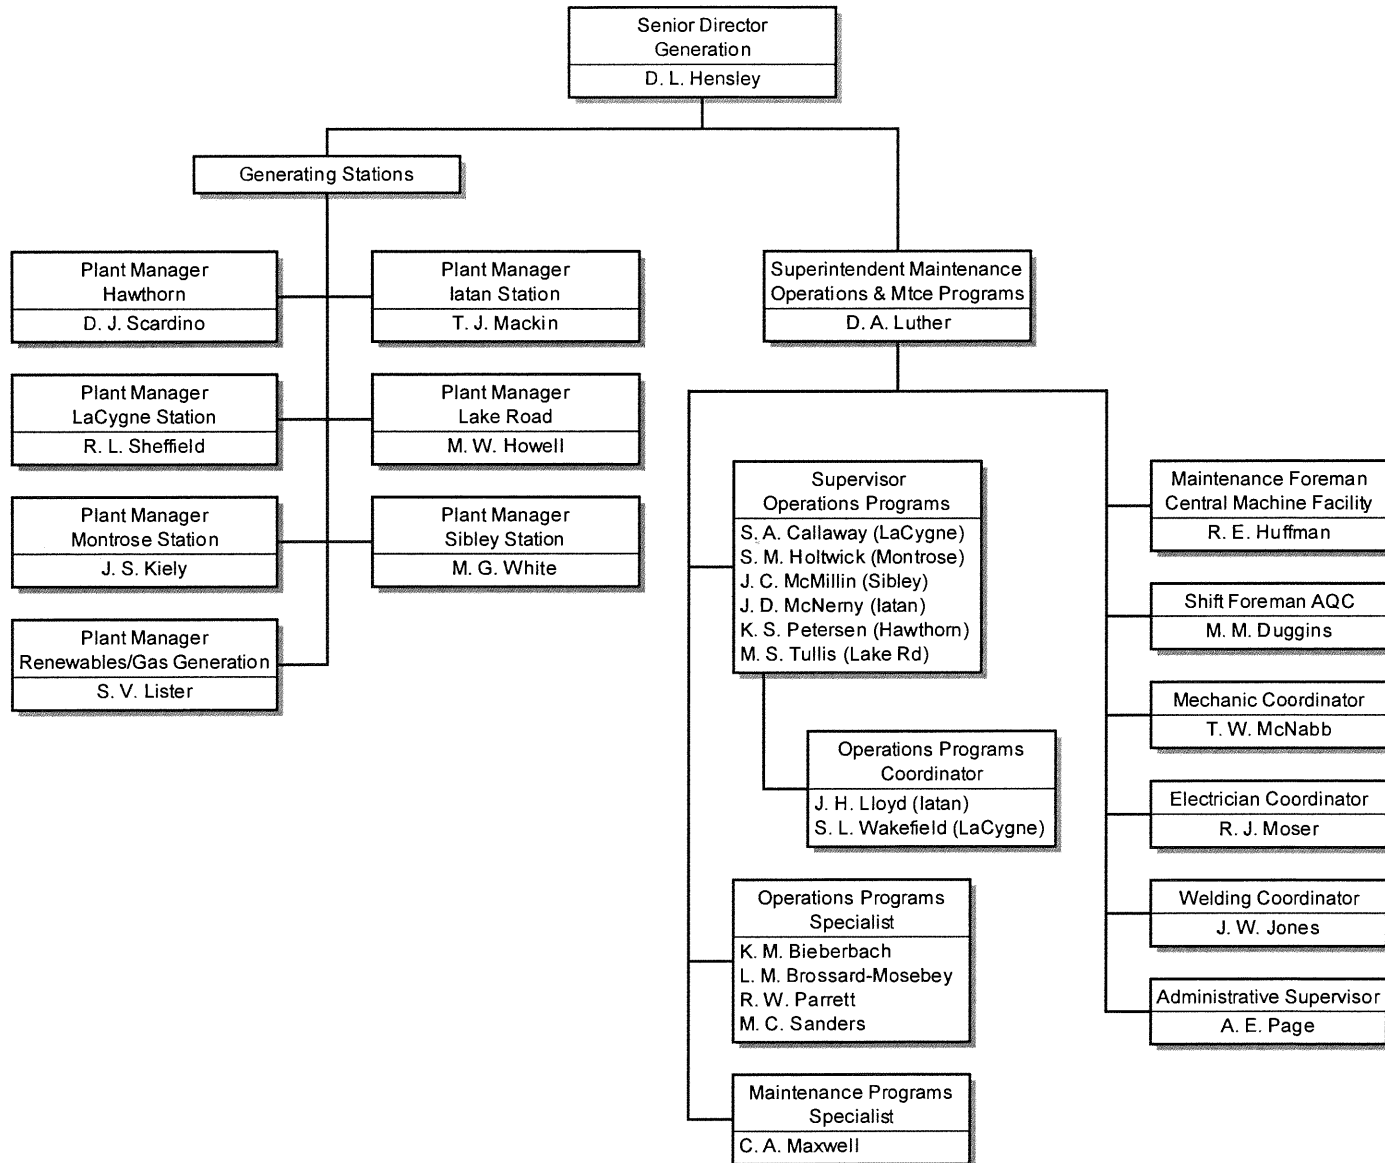 Senior Director
Generation
D. L. Hensley
Generating Stations
Plant Manager
Hawthorn
D. J. Scardino
Plant Manager
Iatan Station
T. J. Mackin
Plant Manager
LaCygne Station
R. L. Sheffield
Plant Manager
Lake Road
M. W. Howell
Plant Manager
Montrose Station
J. S. Kiely
Plant Manager
Sibley Station
M. G. White
Plant Manager
Renewables/Gas Generation
S. V. Lister
Superintendent Maintenance
Operations & Mtce Programs
D. A. Luther
Supervisor
Operations Programs
S. A. Callaway (LaCygne)
S. M. Holtwick (Montrose)
J. C. McMillin (Sibley)
J. D. McNerny (Iatan)
K. S. Petersen (Hawthorn)
M. S. Tullis (Lake Rd)
Operations Programs
Coordinator
J. H. Lloyd (Iatan)
S. L. Wakefield (LaCygne)
Operations Programs
Specialist
K. M. Bieberbach
L. M. Brossard-Mosebey
R. W. Parrett
M. C. Sanders
Maintenance Programs
Specialist
C. A. Maxwell
Maintenance Foreman
Central Machine Facility
R. E. Huffman
Shift Foreman AQC
M. M. Duggins
Mechanic Coordinator
T. W. McNabb
Electrician Coordinator
R. J. Moser
Welding Coordinator
J. W. Jones
Administrative Supervisor
A. E. Page